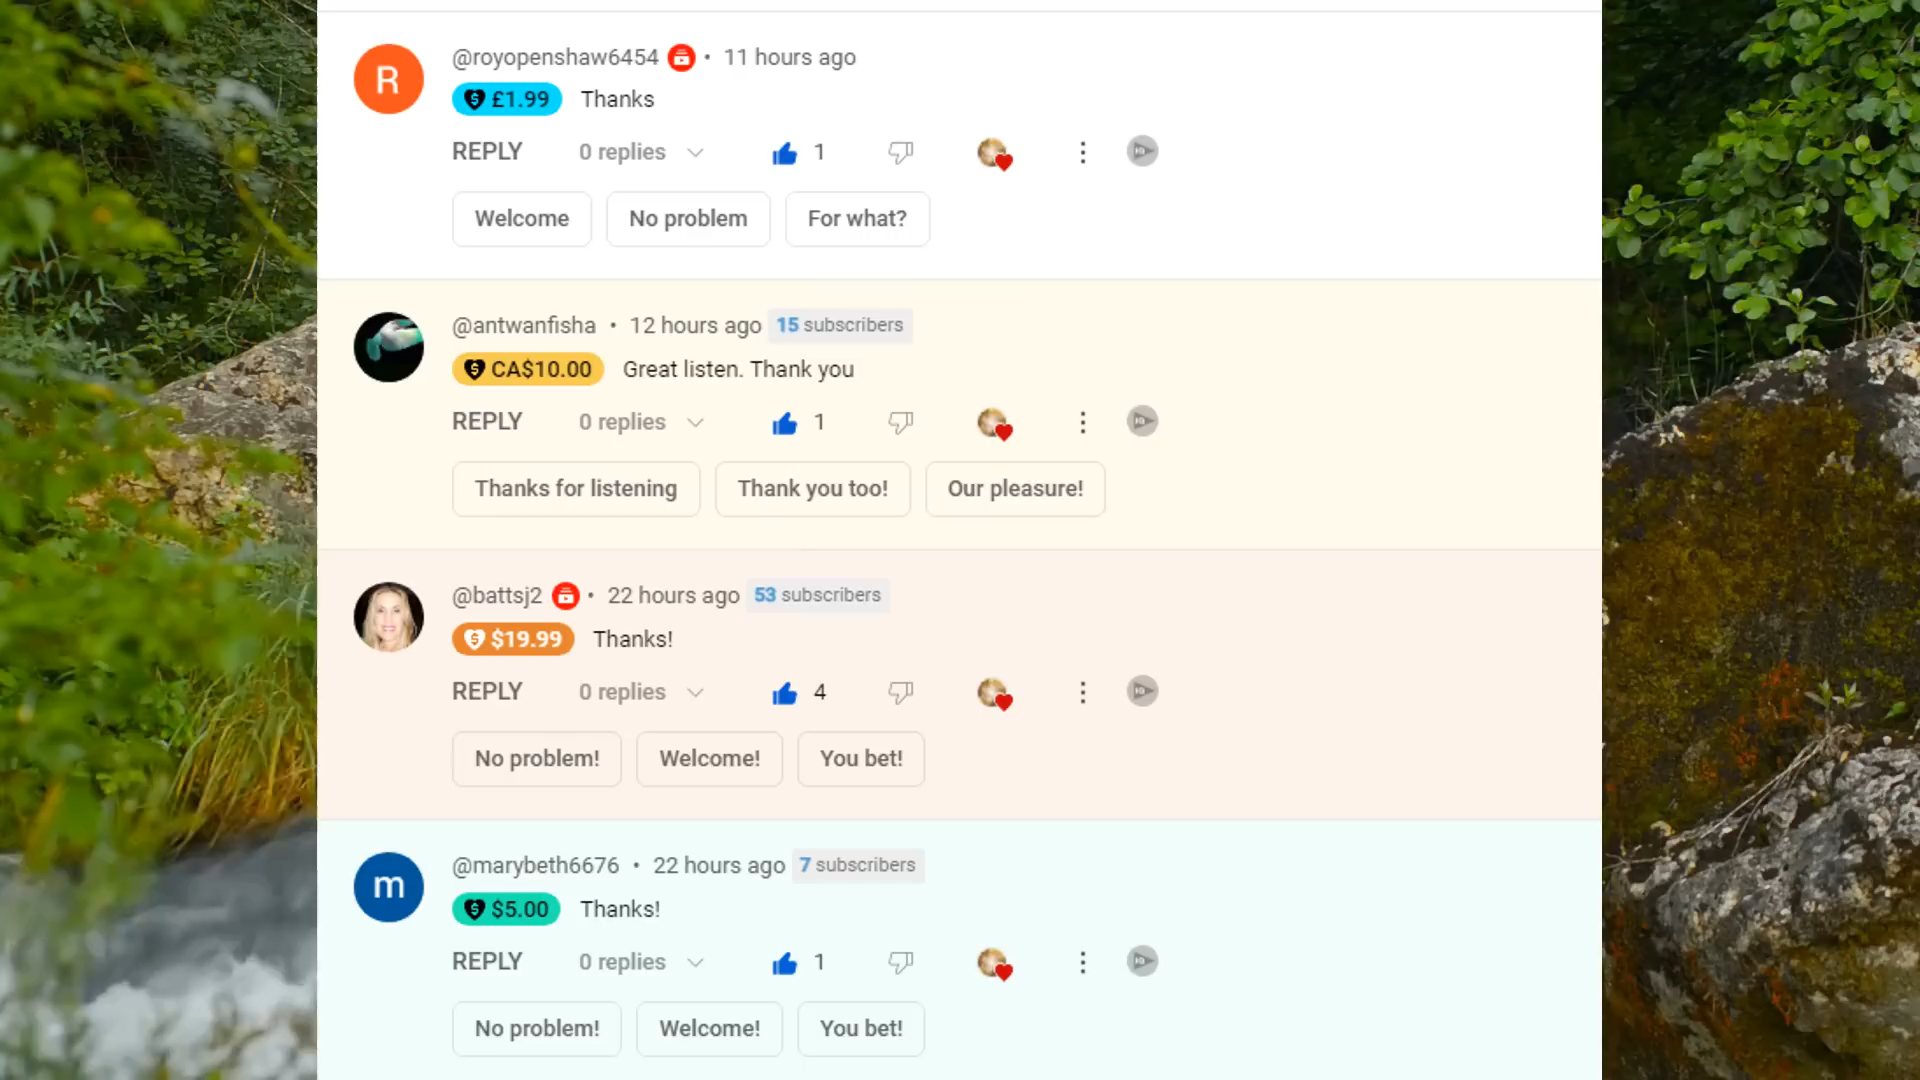 @royopenshaw6454 • 11 hours ago
£1.99 Thanks
REPLY 0 replies 1
Welcome No problem For what?
@antwanfisha • 12 hours ago 15 subscribers
CA$10.00 Great listen. Thank you
REPLY 0 replies 1
Thanks for listening Thank you too! Our pleasure!
@battsj2 • 22 hours ago 53 subscribers
$19.99 Thanks!
REPLY 0 replies 4
No problem! Welcome! You bet!
@marybeth6676 • 22 hours ago 7 subscribers
$5.00 Thanks!
REPLY 0 replies 1
No problem! Welcome! You bet!